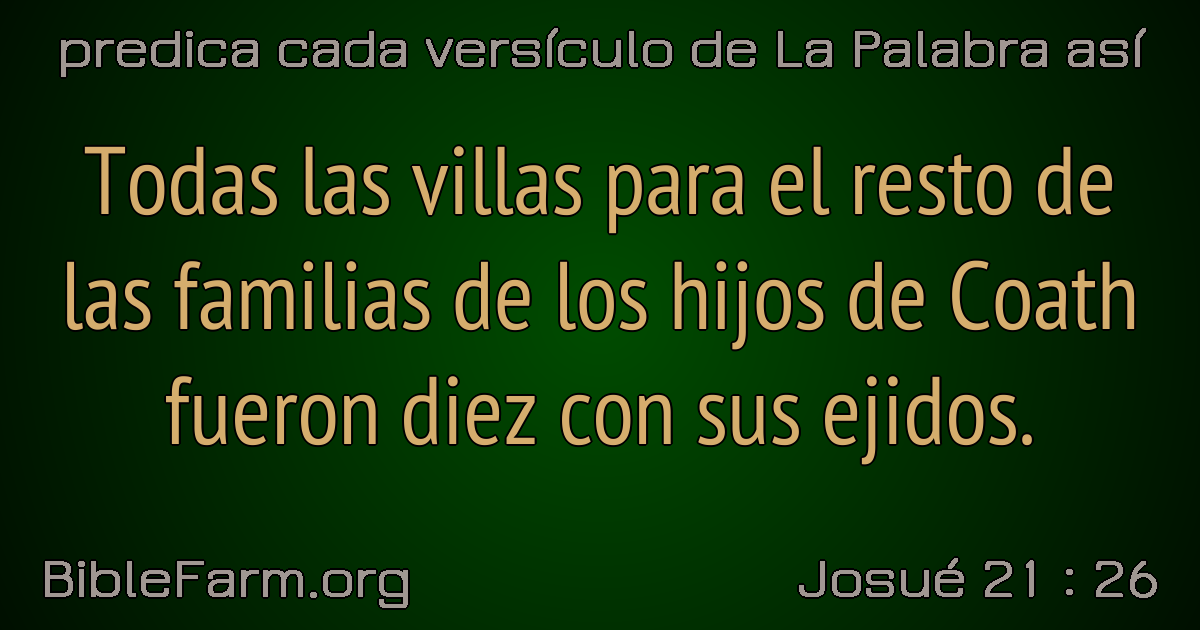 predica cada versículo de La Palabra así
Todas las villas para el resto de
las familias de los hijos de Coath
fueron diez con sus ejidos.
BibleFarm.org
Josué 21 : 26